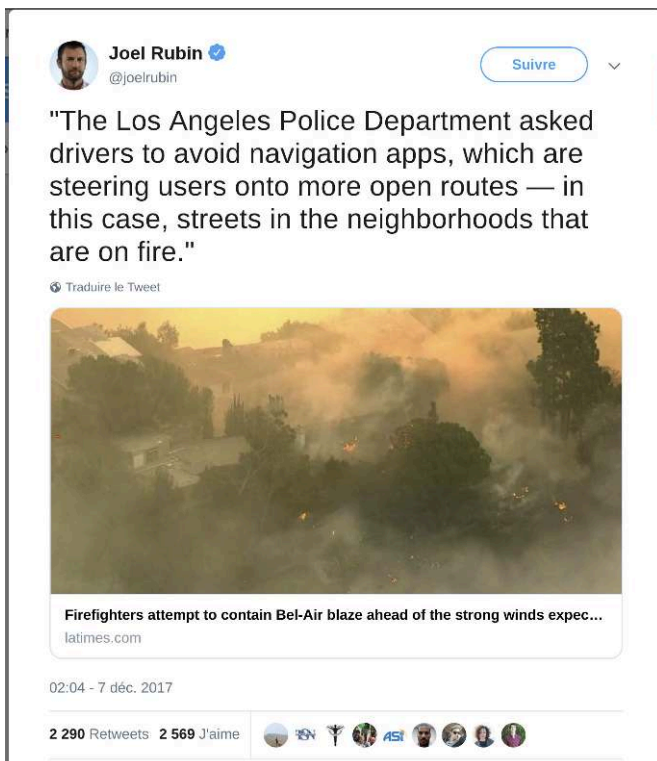 Joel Rubin
@joelrubin
Suivre
"The Los Angeles Police Department asked
drivers to avoid navigation apps, which are
steering users onto more open routes — in
this case, streets in the neighborhoods that
are on fire."
Traduire le Tweet
Firefighters attempt to contain Bel-Air blaze ahead of the strong winds expec...
latimes.com
02:04 - 7 déc. 2017
2 290 Retweets 2 569 J'aime
ASI